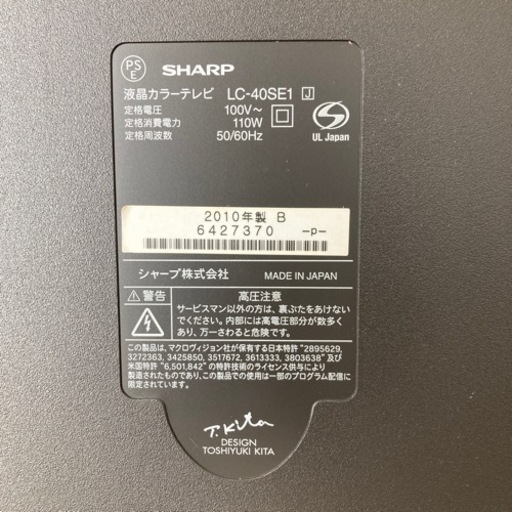 PS
E
SHARP
液晶カラーテレビ LC-40SE1 J
定格電圧 100V～
定格消費電力 110W
定格周波数 50/60Hz
S
UL Japan
2010年製 B
6427370 -p-
シャープ株式会社 MADE IN JAPAN
警告 高圧注意
サービスマン以外の方は、裏ぶたをあけない
でください。内部には高電圧部分が数多く
あり、万一さわると危険です。
この製品は、マクロヴィジョン社が保有する日本特許 "2895629,
3272363, 3425850, 3517672, 3613333, 3803638" 及び
米国特許 "6,501,842" の特許技術のライセンス供与により
製造されたものであり、この製品での使用は一部のプログラム配信に
限定されています。
T.Kita
DESIGN
TOSHIYUKI KITA